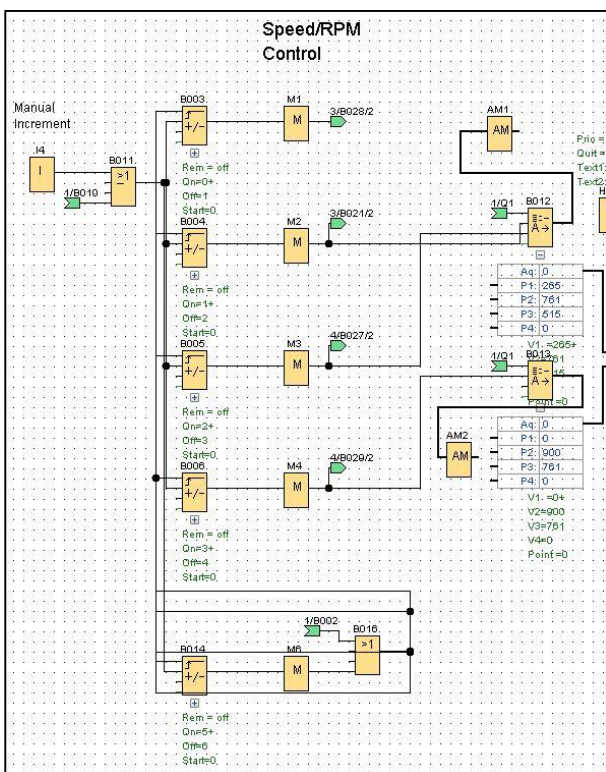 Speed/RPM
Control
Manual
Increment
I4
I
B011
>1
1/B010
B003
+/-
Rem = off
On=0+
Off=1
Start=0
M1
M
3/B028/2
AM1
AM
Prio =
Quit =
Text1:
Text2:
B004
+/-
Rem = off
On=1+
Off=2
Start=0
M2
M
3/B021/2
1/Q1
B012
A→
Aq: 0
P1: 265
P2: 761
P3: 515
P4: 0
V1 =265+
B005
+/-
Rem = off
On=2+
Off=3
Start=0
M3
M
4/B027/2
1/Q1
B013
A→
Point=0
Aq: 0
P1: 0
P2: 900
P3: 761
P4: 0
V1 =0+
V2=900
V3=761
V4=0
Point=0
AM2
AM
B006
+/-
Rem = off
On=3+
Off=4
Start=0
M4
M
4/B029/2
1/B002
B016
>1
B014
+/-
Rem = off
On=5+
Off=6
Start=0
M6
M